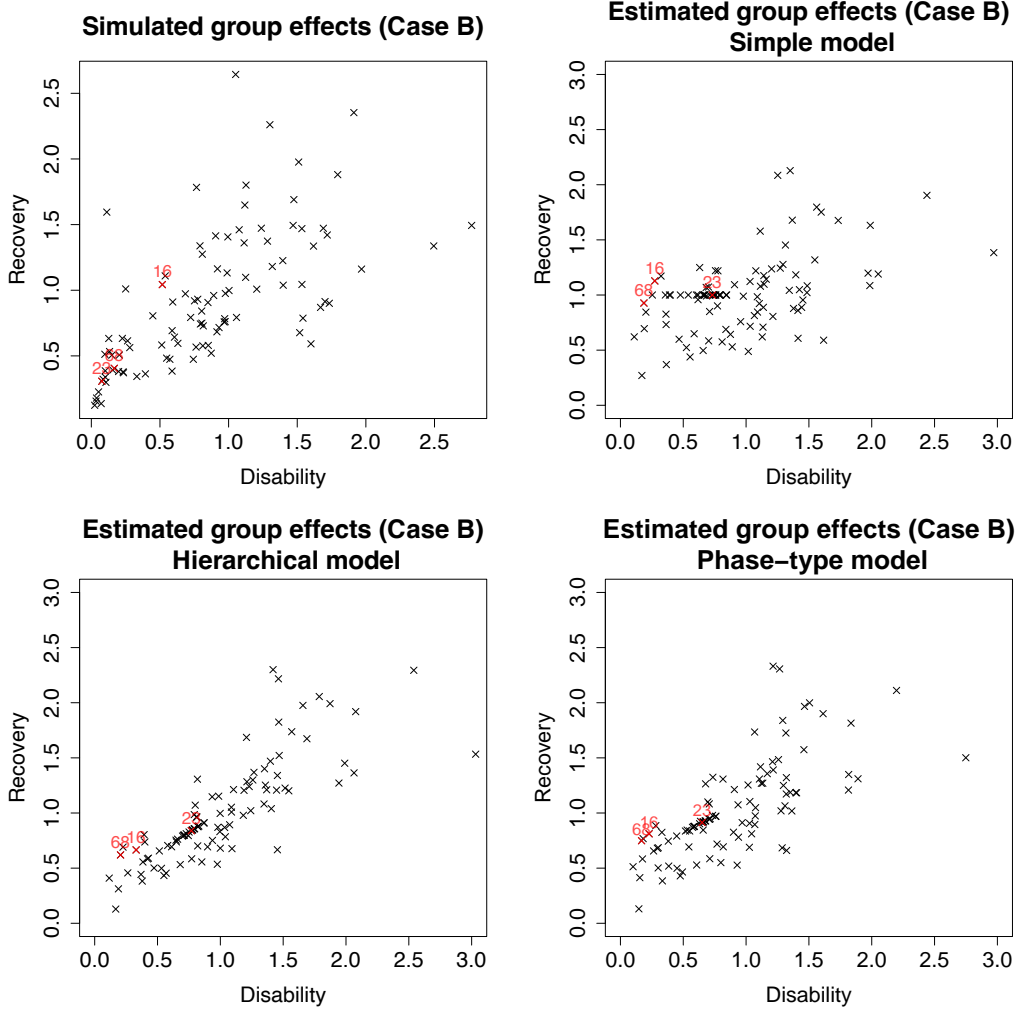 Simulated group effects (Case B)
2.5
2.0
1.5
1.0
0.5
Recovery
16
68
23
0.0 0.5 1.0 1.5 2.0 2.5
Disability
Estimated group effects (Case B)
Simple model
3.0
2.5
2.0
1.5
1.0
0.5
0.0
Recovery
16
68
23
0.0 0.5 1.0 1.5 2.0 2.5 3.0
Disability
Estimated group effects (Case B)
Hierarchical model
3.0
2.5
2.0
1.5
1.0
0.5
0.0
Recovery
23
68
16
0.0 0.5 1.0 1.5 2.0 2.5 3.0
Disability
Estimated group effects (Case B)
Phase−type model
3.0
2.5
2.0
1.5
1.0
0.5
0.0
Recovery
23
16
68
0.0 0.5 1.0 1.5 2.0 2.5 3.0
Disability